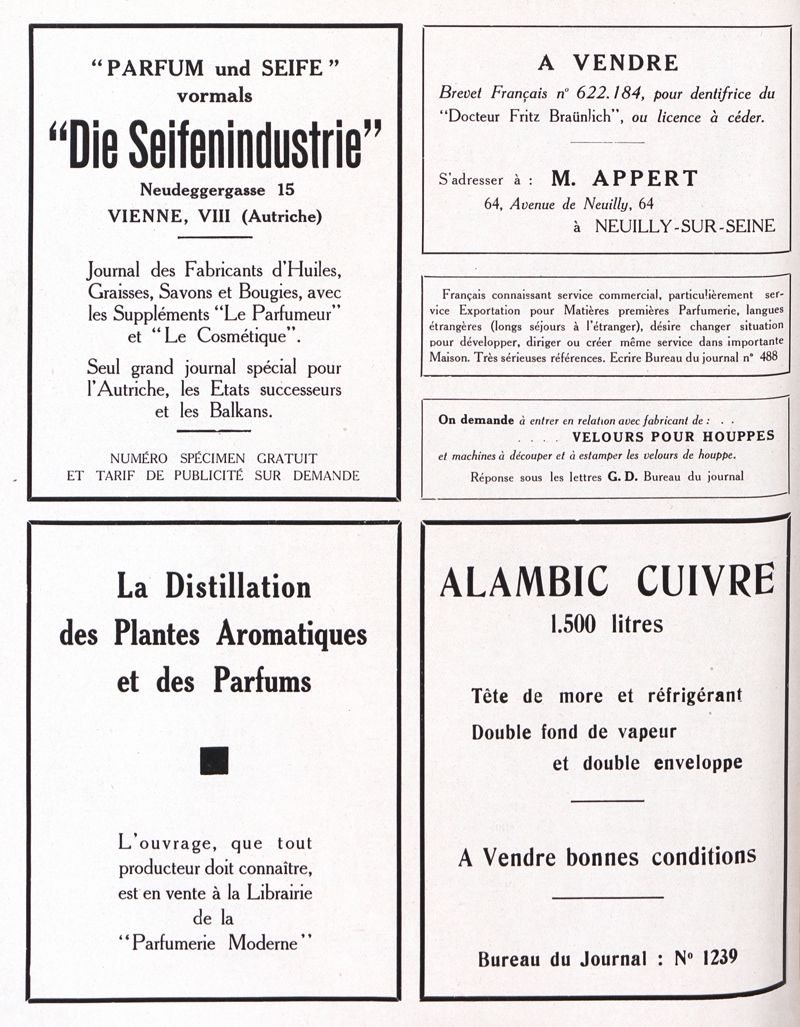 “PARFUM und SEIFE”
vormals
“Die Seifenindustrie”
Neudeggergasse 15
VIENNE, VIII (Autriche)
Journal des Fabricants d'Huiles,
Graisses, Savons et Bougies, avec
les Suppléments “Le Parfumeur”
et “Le Cosmétique”.
Seul grand journal spécial pour
l'Autriche, les Etats successeurs
et les Balkans.
NUMÉRO SPÉCIMEN GRATUIT
ET TARIF DE PUBLICITÉ SUR DEMANDE
A VENDRE
Brevet Français n° 622.184, pour dentifrice du
“Docteur Fritz Braünlich”, ou licence à céder.
S'adresser à : M. APPERT
64, Avenue de Neuilly, 64
à NEUILLY-SUR-SEINE
Français connaissant service commercial, particulièrement ser-
vice Exportation pour Matières premières Parfumerie, langues
étrangères (longs séjours à l'étranger), désire changer situation
pour développer, diriger ou créer même service dans importante
Maison. Très sérieuses références. Ecrire Bureau du journal n° 488
On demande à entrer en relation avec fabricant de : . .
. . . . VELOURS POUR HOUPPES
et machines à découper et à estamper les velours de houppe.
Réponse sous les lettres G. D. Bureau du journal
La Distillation
des Plantes Aromatiques
et des Parfums
L'ouvrage, que tout
producteur doit connaître,
est en vente à la Librairie
de la
“Parfumerie Moderne”
ALAMBIC CUIVRE
1.500 litres
Tête de more et réfrigérant
Double fond de vapeur
et double enveloppe
A Vendre bonnes conditions
Bureau du Journal : N° 1239